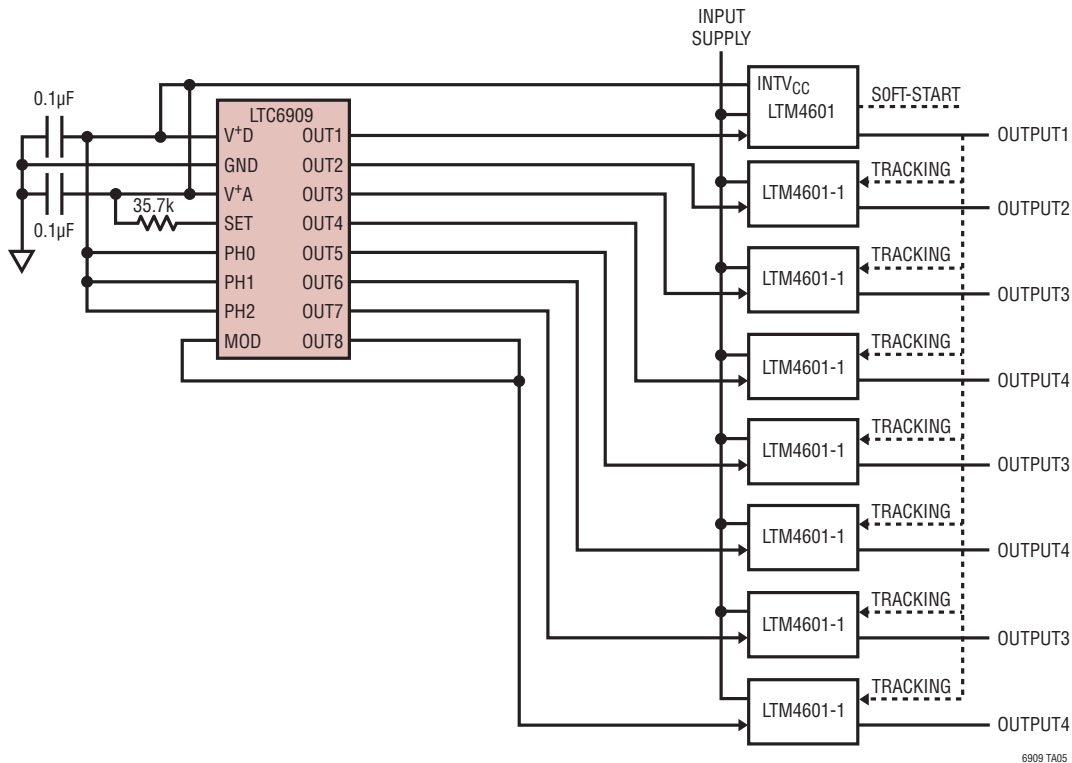 INPUT
SUPPLY
0.1µF
0.1µF
35.7k
LTC6909
V+D
GND
V+A
SET
PH0
PH1
PH2
MOD
OUT1
OUT2
OUT3
OUT4
OUT5
OUT6
OUT7
OUT8
INTVCC
LTM4601
SOFT-START
OUTPUT1
TRACKING
LTM4601-1
OUTPUT2
TRACKING
LTM4601-1
OUTPUT3
TRACKING
LTM4601-1
OUTPUT4
TRACKING
LTM4601-1
OUTPUT3
TRACKING
LTM4601-1
OUTPUT4
TRACKING
LTM4601-1
OUTPUT3
TRACKING
LTM4601-1
OUTPUT4
6909 TA05